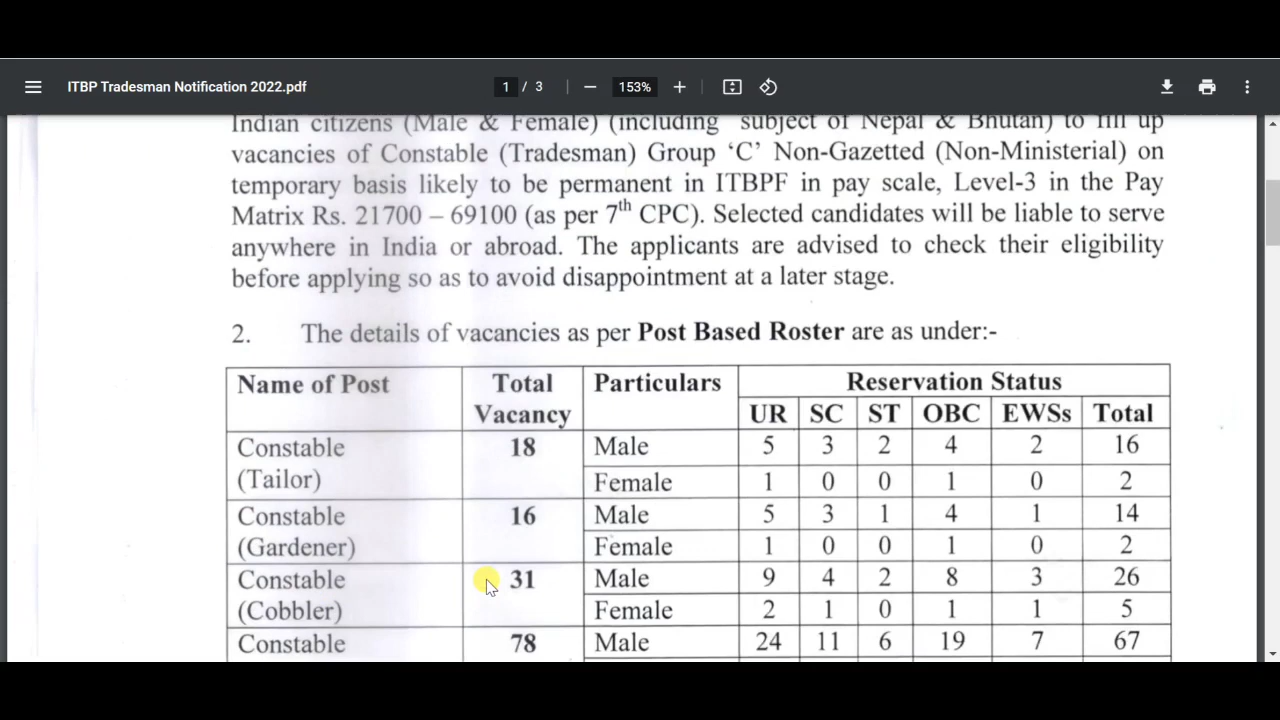 ITBP Tradesman Notification 2022.pdf
1 / 3
153%
Indian citizens (Male & Female) (including subject of Nepal & Bhutan) to fill up
vacancies of Constable (Tradesman) Group ‘C’ Non-Gazetted (Non-Ministerial) on
temporary basis likely to be permanent in ITBPF in pay scale, Level-3 in the Pay
Matrix Rs. 21700 – 69100 (as per 7th CPC). Selected candidates will be liable to serve
anywhere in India or abroad. The applicants are advised to check their eligibility
before applying so as to avoid disappointment at a later stage.
2. The details of vacancies as per Post Based Roster are as under:-
Name of Post Total Vacancy Particulars Reservation Status
UR SC ST OBC EWSs Total
Constable 18 Male 5 3 2 4 2 16
(Tailor) Female 1 0 0 1 0 2
Constable 16 Male 5 3 1 4 1 14
(Gardener) Female 1 0 0 1 0 2
Constable 31 Male 9 4 2 8 3 26
(Cobbler) Female 2 1 0 1 1 5
Constable 78 Male 24 11 6 19 7 67